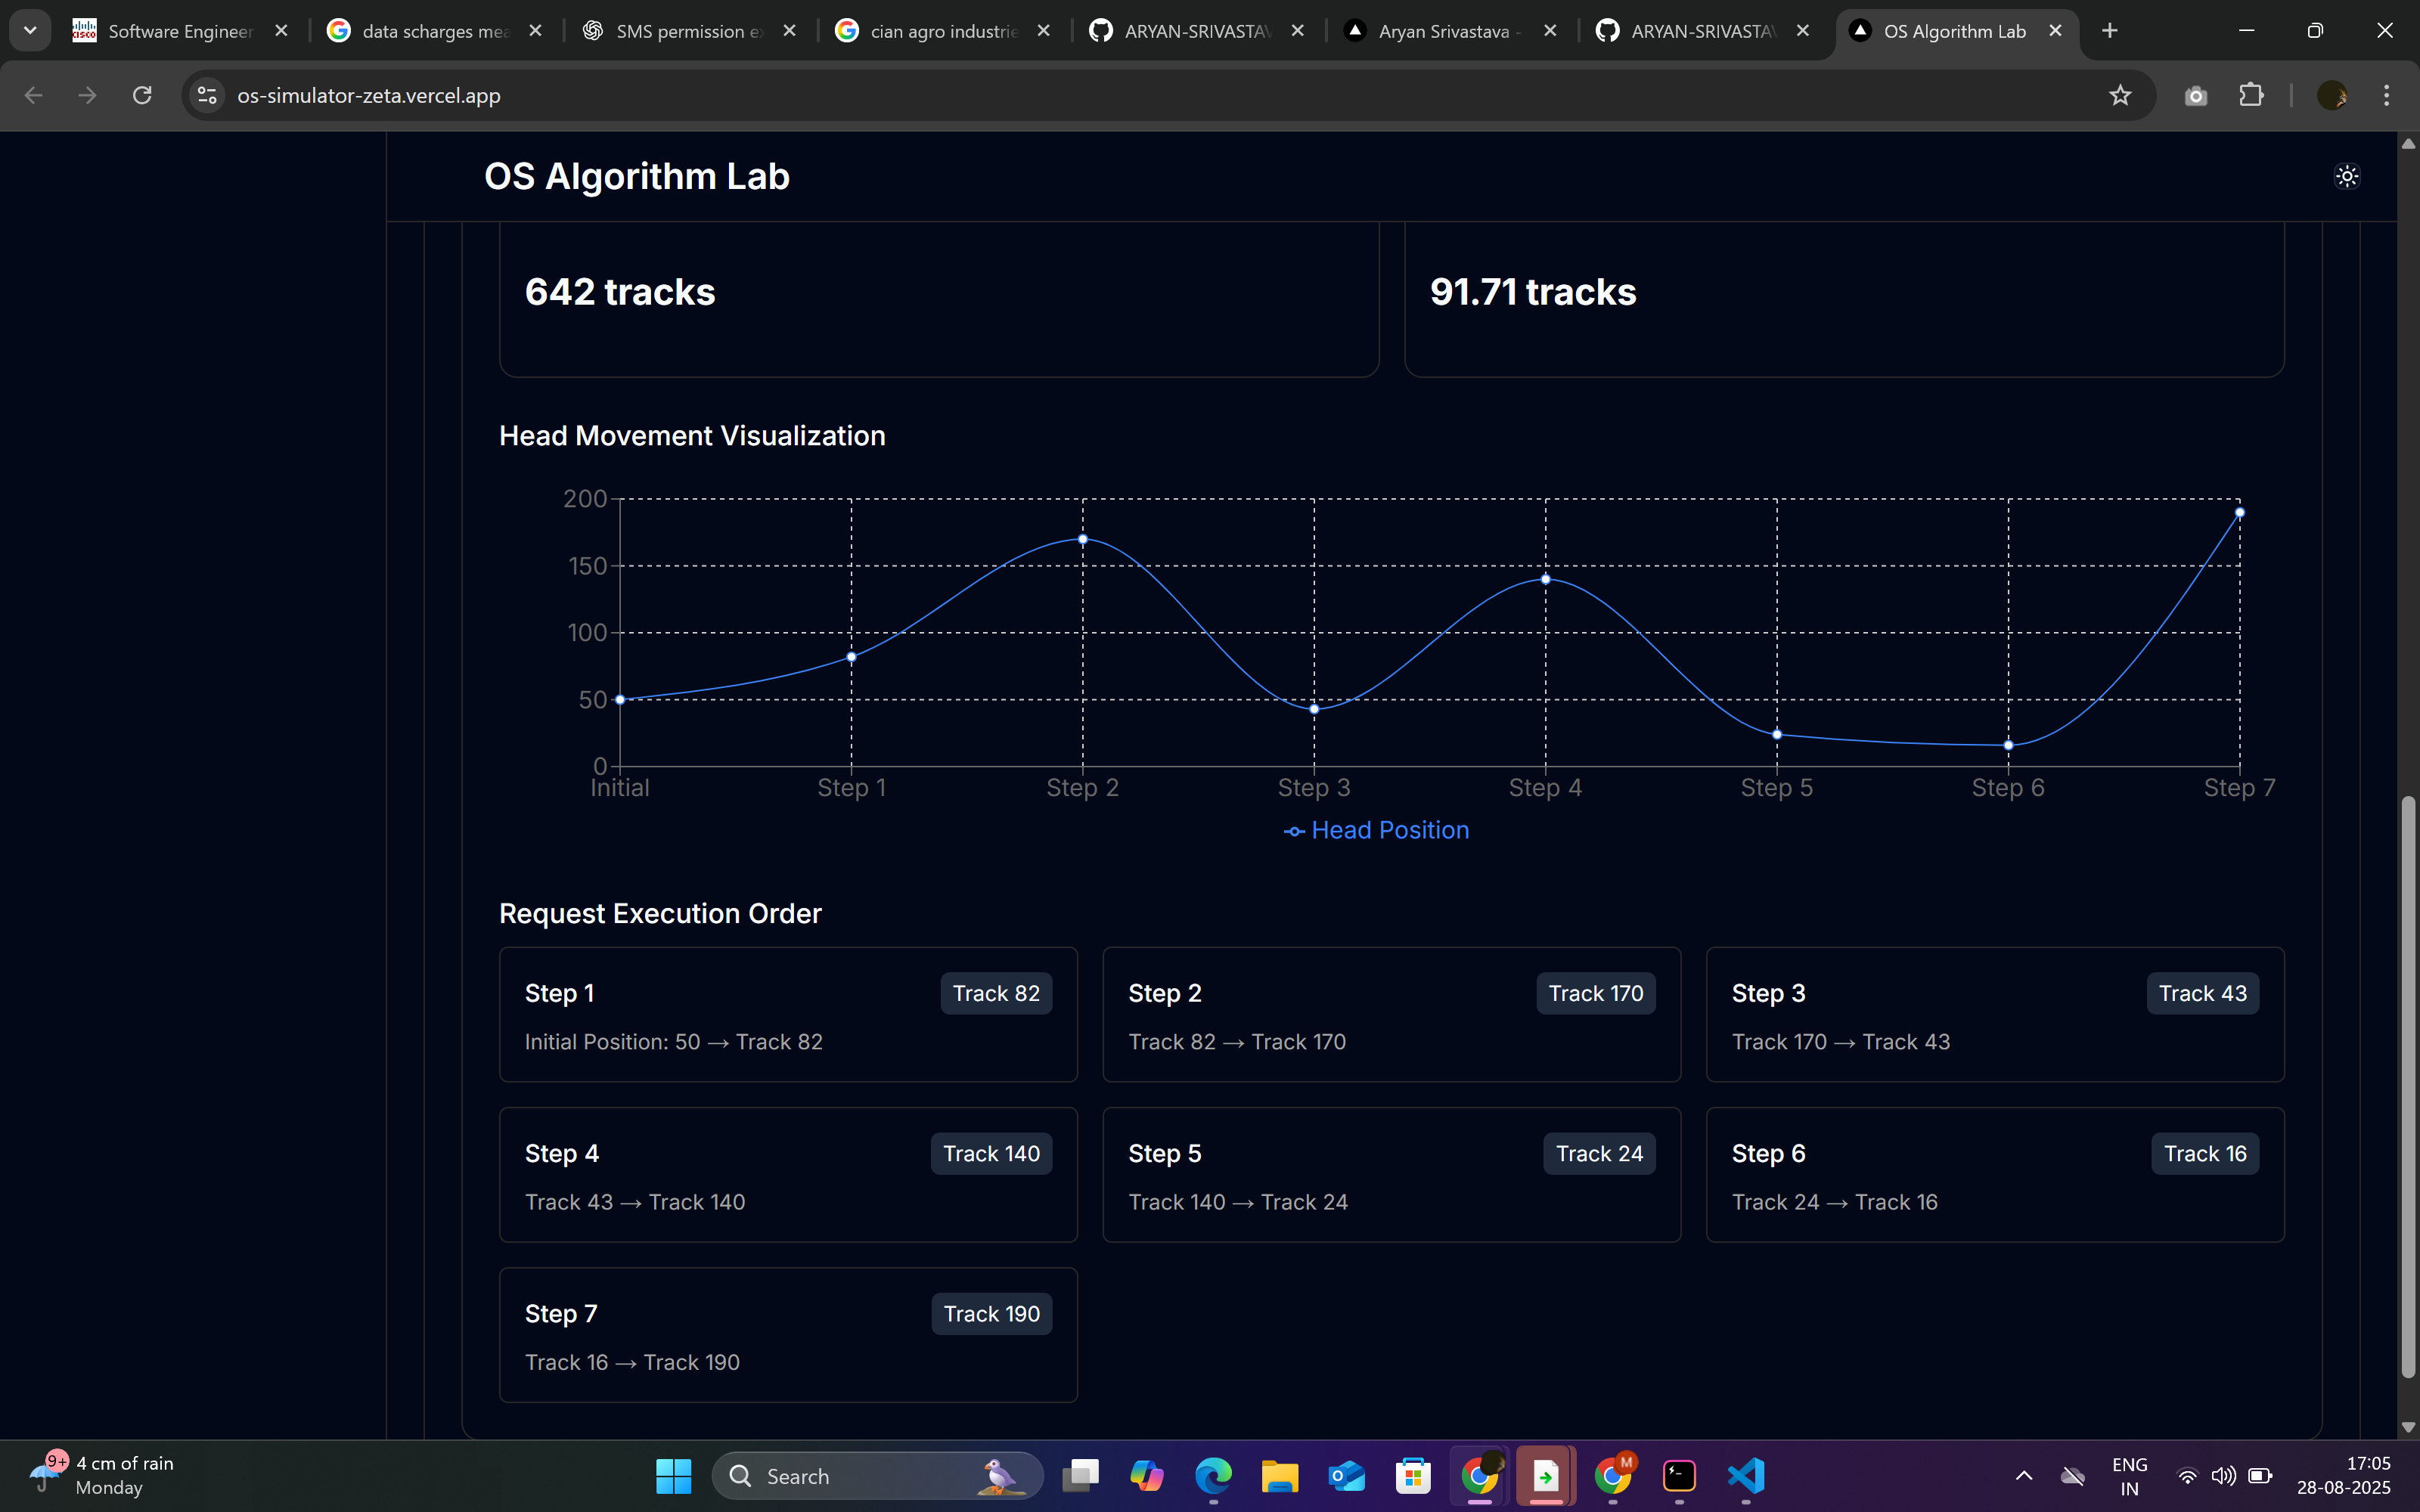 Software Engineer
data scharges mea
SMS permission e
cian agro industrie
ARYAN-SRIVASTAV
Aryan Srivastava -
ARYAN-SRIVASTAV
OS Algorithm Lab
os-simulator-zeta.vercel.app
OS Algorithm Lab
642 tracks
91.71 tracks
Head Movement Visualization
200
150
100
50
0
Initial
Step 1
Step 2
Step 3
Step 4
Step 5
Step 6
Step 7
Head Position
Request Execution Order
Step 1
Track 82
Initial Position: 50 → Track 82
Step 2
Track 170
Track 82 → Track 170
Step 3
Track 43
Track 170 → Track 43
Step 4
Track 140
Track 43 → Track 140
Step 5
Track 24
Track 140 → Track 24
Step 6
Track 16
Track 24 → Track 16
Step 7
Track 190
Track 16 → Track 190
9+
4 cm of rain
Monday
Search
M
ENG
IN
17:05
28-08-2025